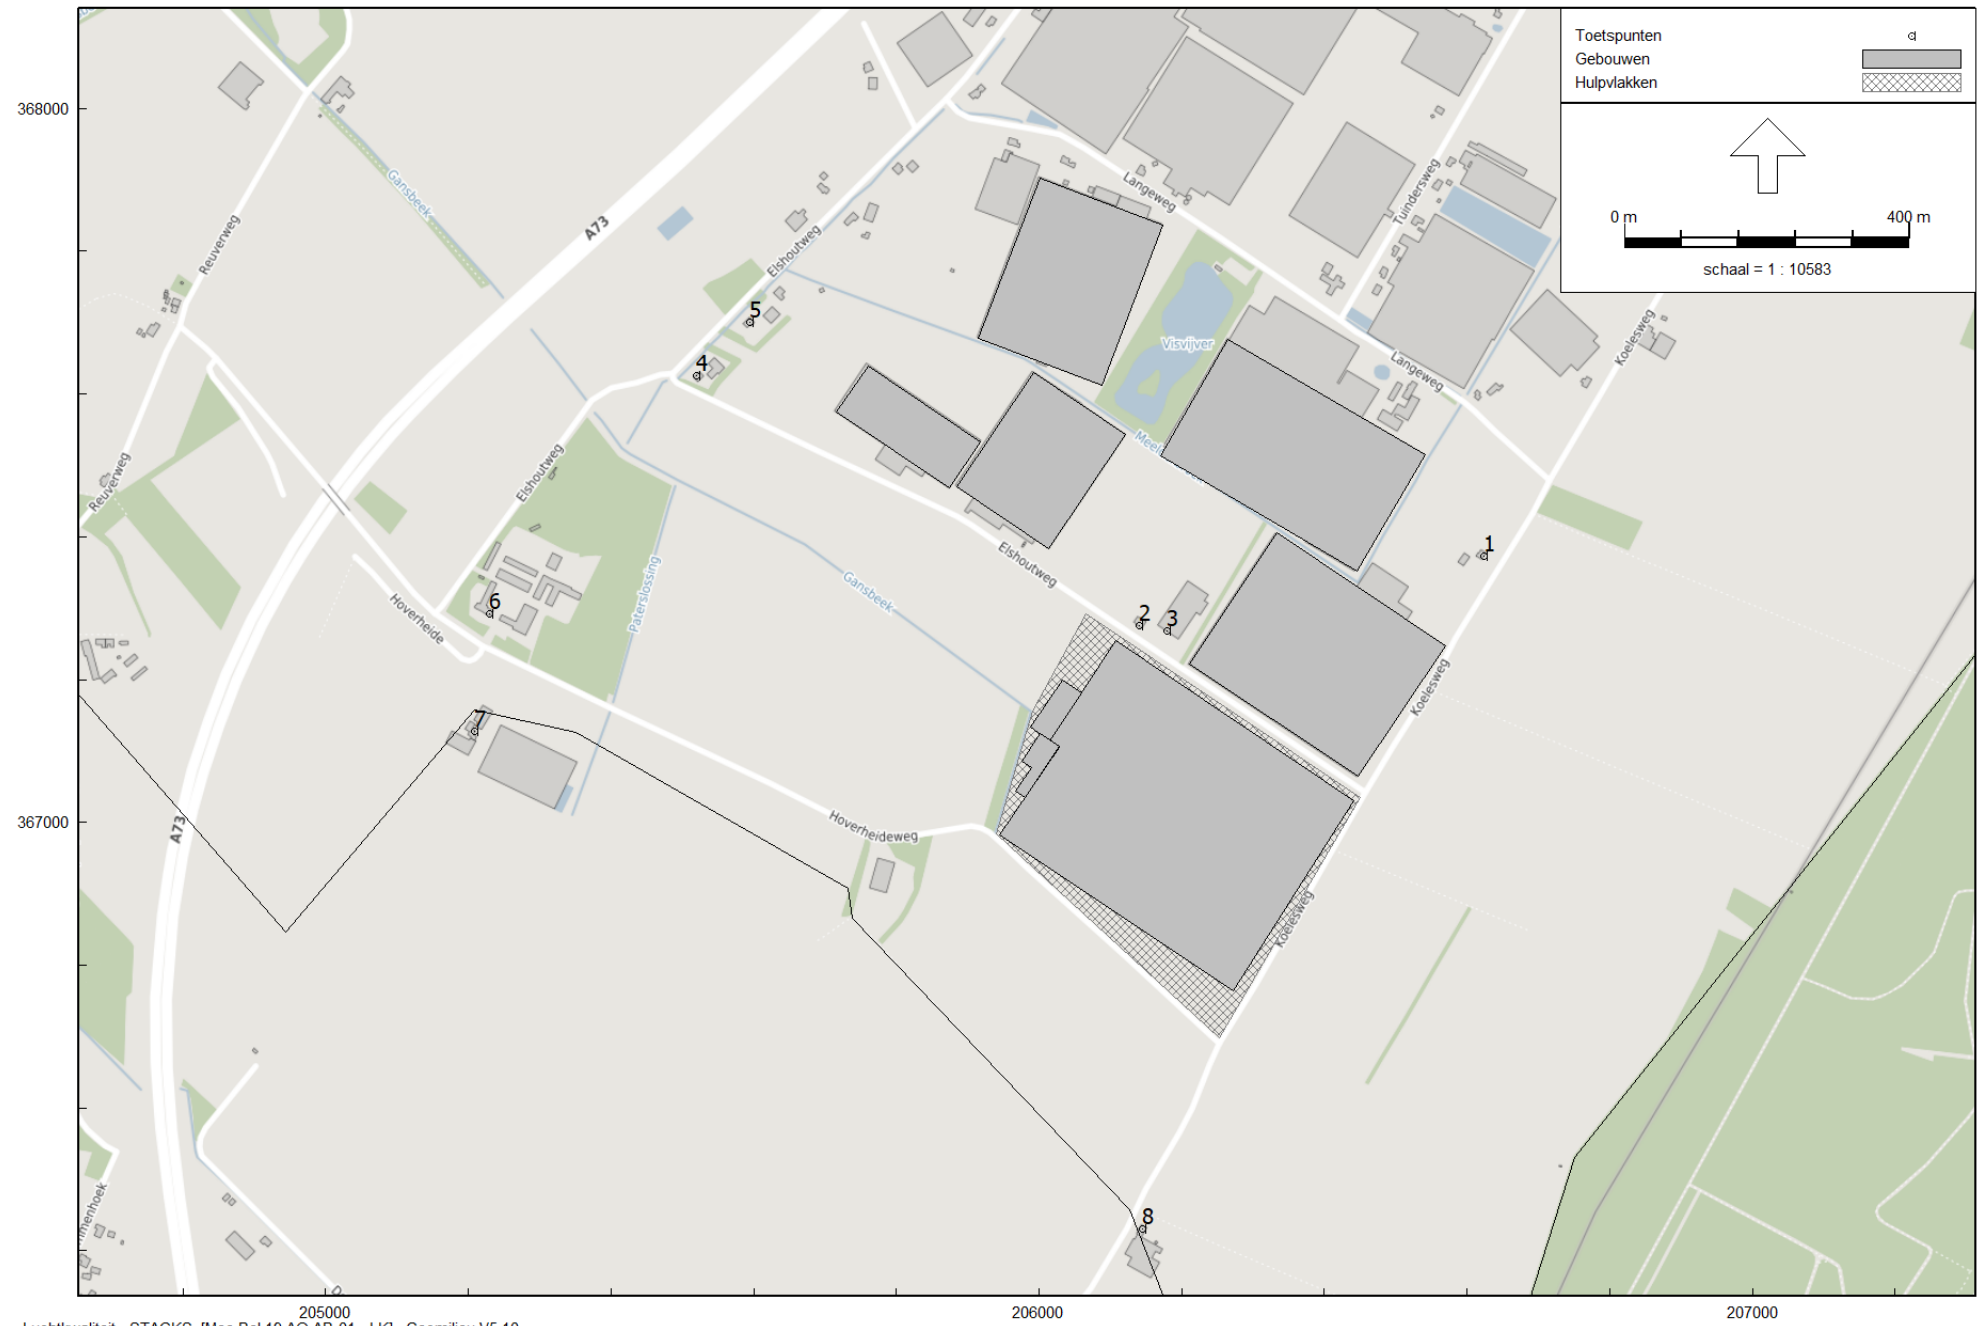 Toetspunten
Gebouwen
Hulpvlakken
0 m 400 m
schaal = 1 : 10583
368000
367000
205000
206000
207000
Gansbeek
A73
Reuverweg
Elshoutweg
Langeweg
Tuindersweg
Visvijver
Koelesweg
Langeweg
5
4
Reuverweg
Elshoutweg
1
Elshoutweg
Gansbeek
Paterslossing
6
Hoverheide
2
3
Koelesweg
7
A73
Hoverheideweg
Koelesweg
8